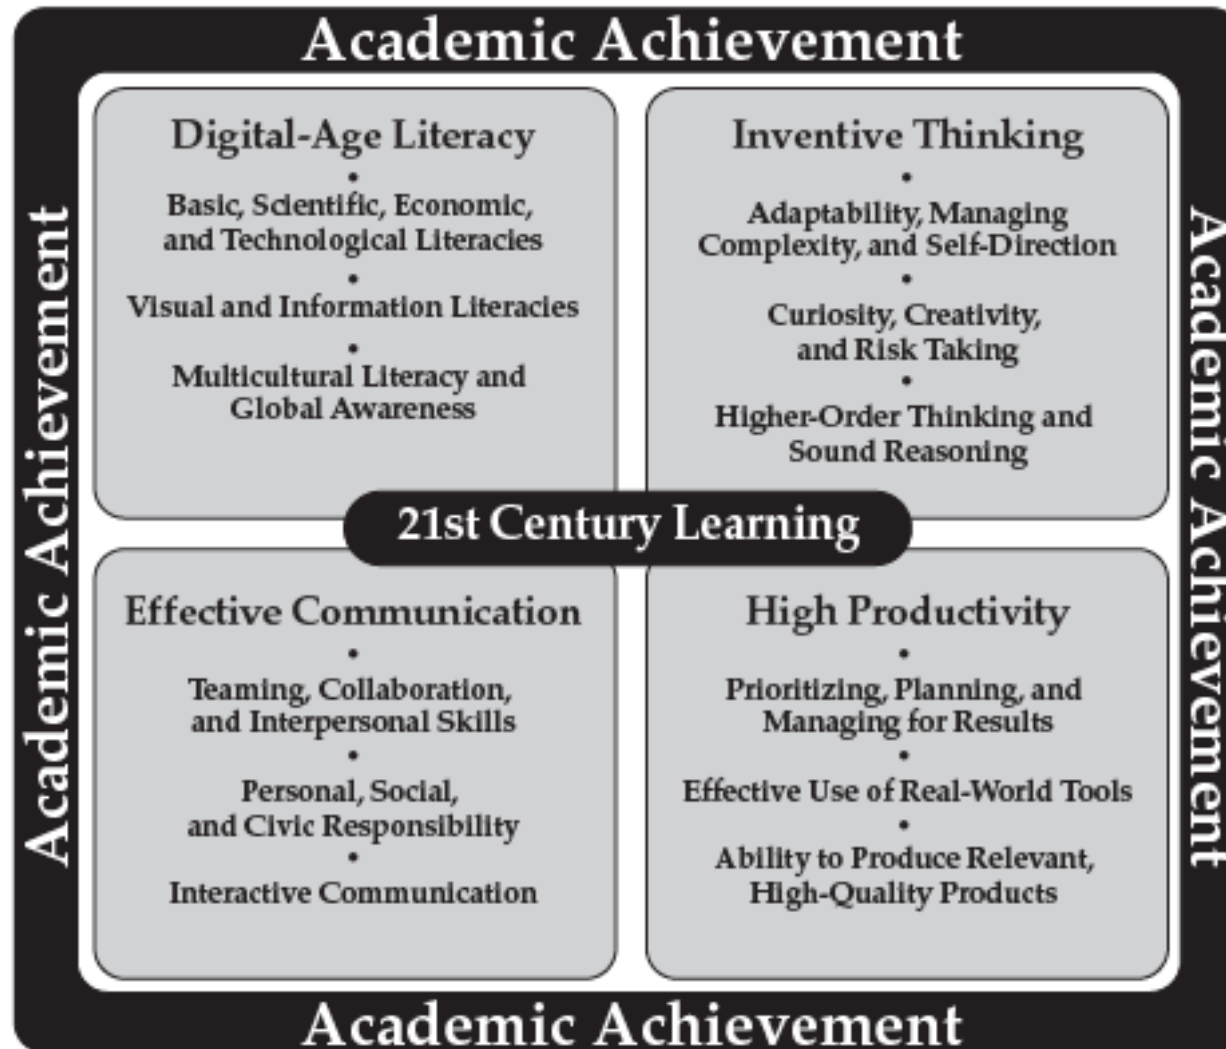 Academic Achievement
Academic Achievement
Digital-Age Literacy
•
Basic, Scientific, Economic,
and Technological Literacies
•
Visual and Information Literacies
•
Multicultural Literacy and
Global Awareness
Inventive Thinking
•
Adaptability, Managing
Complexity, and Self-Direction
•
Curiosity, Creativity,
and Risk Taking
•
Higher-Order Thinking and
Sound Reasoning
Academic Achievement
21st Century Learning
Effective Communication
•
Teaming, Collaboration,
and Interpersonal Skills
•
Personal, Social,
and Civic Responsibility
•
Interactive Communication
High Productivity
•
Prioritizing, Planning, and
Managing for Results
•
Effective Use of Real-World Tools
•
Ability to Produce Relevant,
High-Quality Products
Academic Achievement